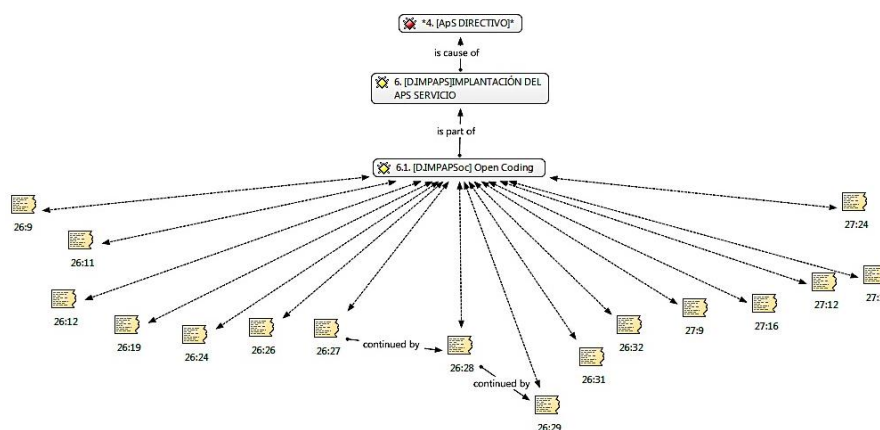 *4. [ApS DIRECTIVO]*
is cause of
6. [D.IMPAPS]IMPLANTACIÓN DEL
APS SERVICIO
is part of
6.1. [D.IMPAPSoc] Open Coding
26:9
27:24
26:11
26:12
27:12
26:19
26:24
26:26
26:27
26:32
27:9
27:16
continued by
26:28
26:31
continued by
26:29